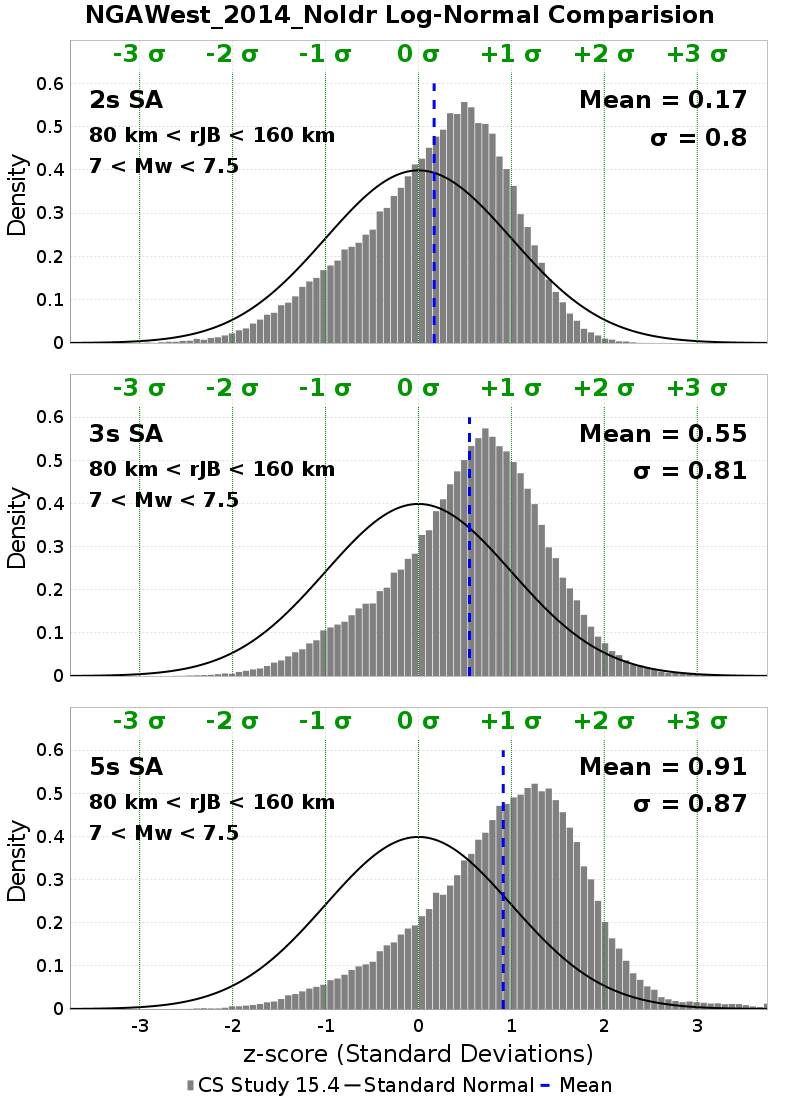 NGAWest_2014_NoIdr Log-Normal Comparision
-3 σ -2 σ -1 σ 0 σ +1 σ +2 σ +3 σ
0.6
2s SA Mean = 0.17
0.5
80 km < rJB < 160 km σ = 0.8
7 < Mw < 7.5
0.4
Density
0.3
0.2
0.1
0
-3 σ -2 σ -1 σ 0 σ +1 σ +2 σ +3 σ
0.6
3s SA Mean = 0.55
0.5
80 km < rJB < 160 km σ = 0.81
7 < Mw < 7.5
0.4
Density
0.3
0.2
0.1
0
-3 σ -2 σ -1 σ 0 σ +1 σ +2 σ +3 σ
0.6
5s SA Mean = 0.91
0.5
80 km < rJB < 160 km σ = 0.87
7 < Mw < 7.5
0.4
Density
0.3
0.2
0.1
0
-3 -2 -1 0 1 2 3
z-score (Standard Deviations)
CS Study 15.4 Standard Normal Mean